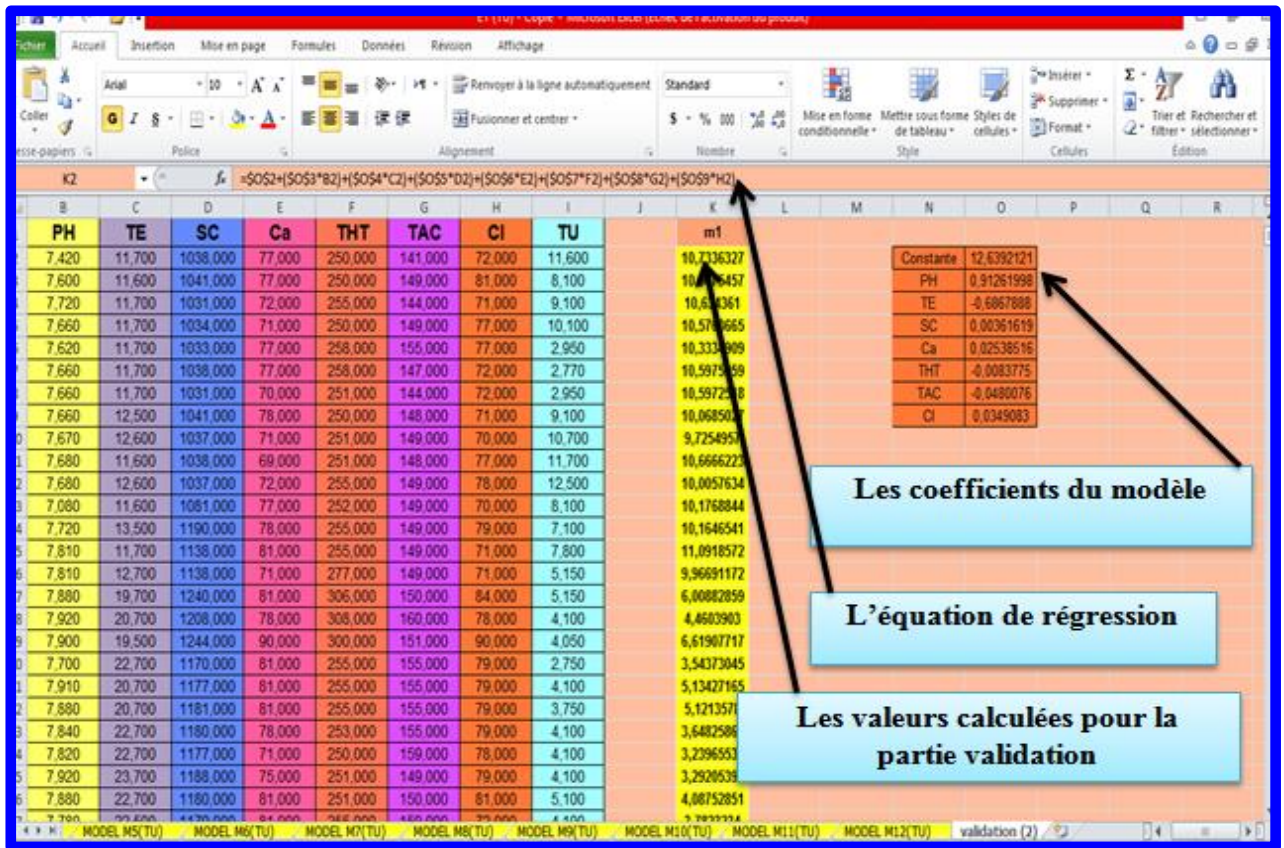 Copie - Microsoft Excel (Échec de l'activation du produit)
Fichier Accueil Insertion Mise en page Formules Données Révision Affichage
Arial 10 Renvoyer à la ligne automatiquement Standard Insérer
Supprimer
Coller G I S Fusionner et centrer $ % 000 Mise en forme Mettre sous forme Styles de Format Trier et Rechercher et
conditionnelle de tableau cellules filtrer sélectionner
Police Alignement Nombre Style Cellules Édition
K2 fx =$O$2+($O$3*B2)+($O$4*C2)+($O$5*D2)+($O$6*E2)+($O$7*F2)+($O$8*G2)+($O$9*H2)
B C D E F G H I J K L M N O P Q R
PH TE SC Ca THT TAC Cl TU m1
7,420 11,700 1038,000 77,000 250,000 141,000 72,000 11,600 10,7336327 Constante 12,6392121
7,600 11,600 1041,000 77,000 250,000 149,000 81,000 8,100 PH 0,91261998
7,720 11,700 1031,000 72,000 255,000 144,000 71,000 9,100 TE -0,6867888
7,660 11,700 1034,000 71,000 250,000 149,000 77,000 10,100 SC 0,00361619
7,620 11,700 1033,000 77,000 258,000 155,000 77,000 2,950 Ca 0,02538516
7,660 11,700 1038,000 77,000 258,000 147,000 72,000 2,770 THT -0,0083775
7,660 11,700 1031,000 70,000 251,000 144,000 72,000 2,950 TAC -0,0480076
7,660 12,500 1041,000 78,000 250,000 148,000 71,000 9,100 Cl 0,0349083
7,670 12,600 1037,000 71,000 251,000 149,000 70,000 10,700
7,680 11,600 1038,000 69,000 251,000 148,000 77,000 11,700 10,6666223
7,680 12,600 1037,000 72,000 255,000 149,000 78,000 12,500 10,0057634
7,080 11,600 1081,000 77,000 252,000 149,000 70,000 8,100 10,1768844
7,720 13,500 1190,000 78,000 255,000 149,000 79,000 7,100 10,1646541
7,810 11,700 1138,000 81,000 255,000 149,000 71,000 7,800 11,0918572
7,810 12,700 1138,000 71,000 277,000 149,000 71,000 5,150 9,96691172
7,880 19,700 1240,000 81,000 306,000 150,000 84,000 5,150 6,00882859
7,920 20,700 1208,000 78,000 308,000 160,000 78,000 4,100 4,4603903
7,900 19,500 1244,000 90,000 300,000 151,000 90,000 4,050 6,61907717
7,700 22,700 1170,000 81,000 255,000 155,000 79,000 2,750 3,54373045
7,910 20,700 1177,000 81,000 255,000 155,000 79,000 4,100 5,13427165
7,880 20,700 1181,000 81,000 255,000 155,000 79,000 3,750
7,840 22,700 1180,000 78,000 253,000 155,000 79,000 4,100
7,820 22,700 1177,000 71,000 250,000 159,000 78,000 4,100
7,920 23,700 1188,000 75,000 251,000 149,000 79,000 4,100
7,880 22,700 1180,000 81,000 251,000 150,000 81,000 5,100 4,08752851
Les coefficients du modèle
L'équation de régression
Les valeurs calculées pour la
partie validation
MODEL M5(TU) MODEL M6(TU) MODEL M7(TU) MODEL M8(TU) MODEL M9(TU) MODEL M10(TU) MODEL M11(TU) MODEL M12(TU) validation (2)